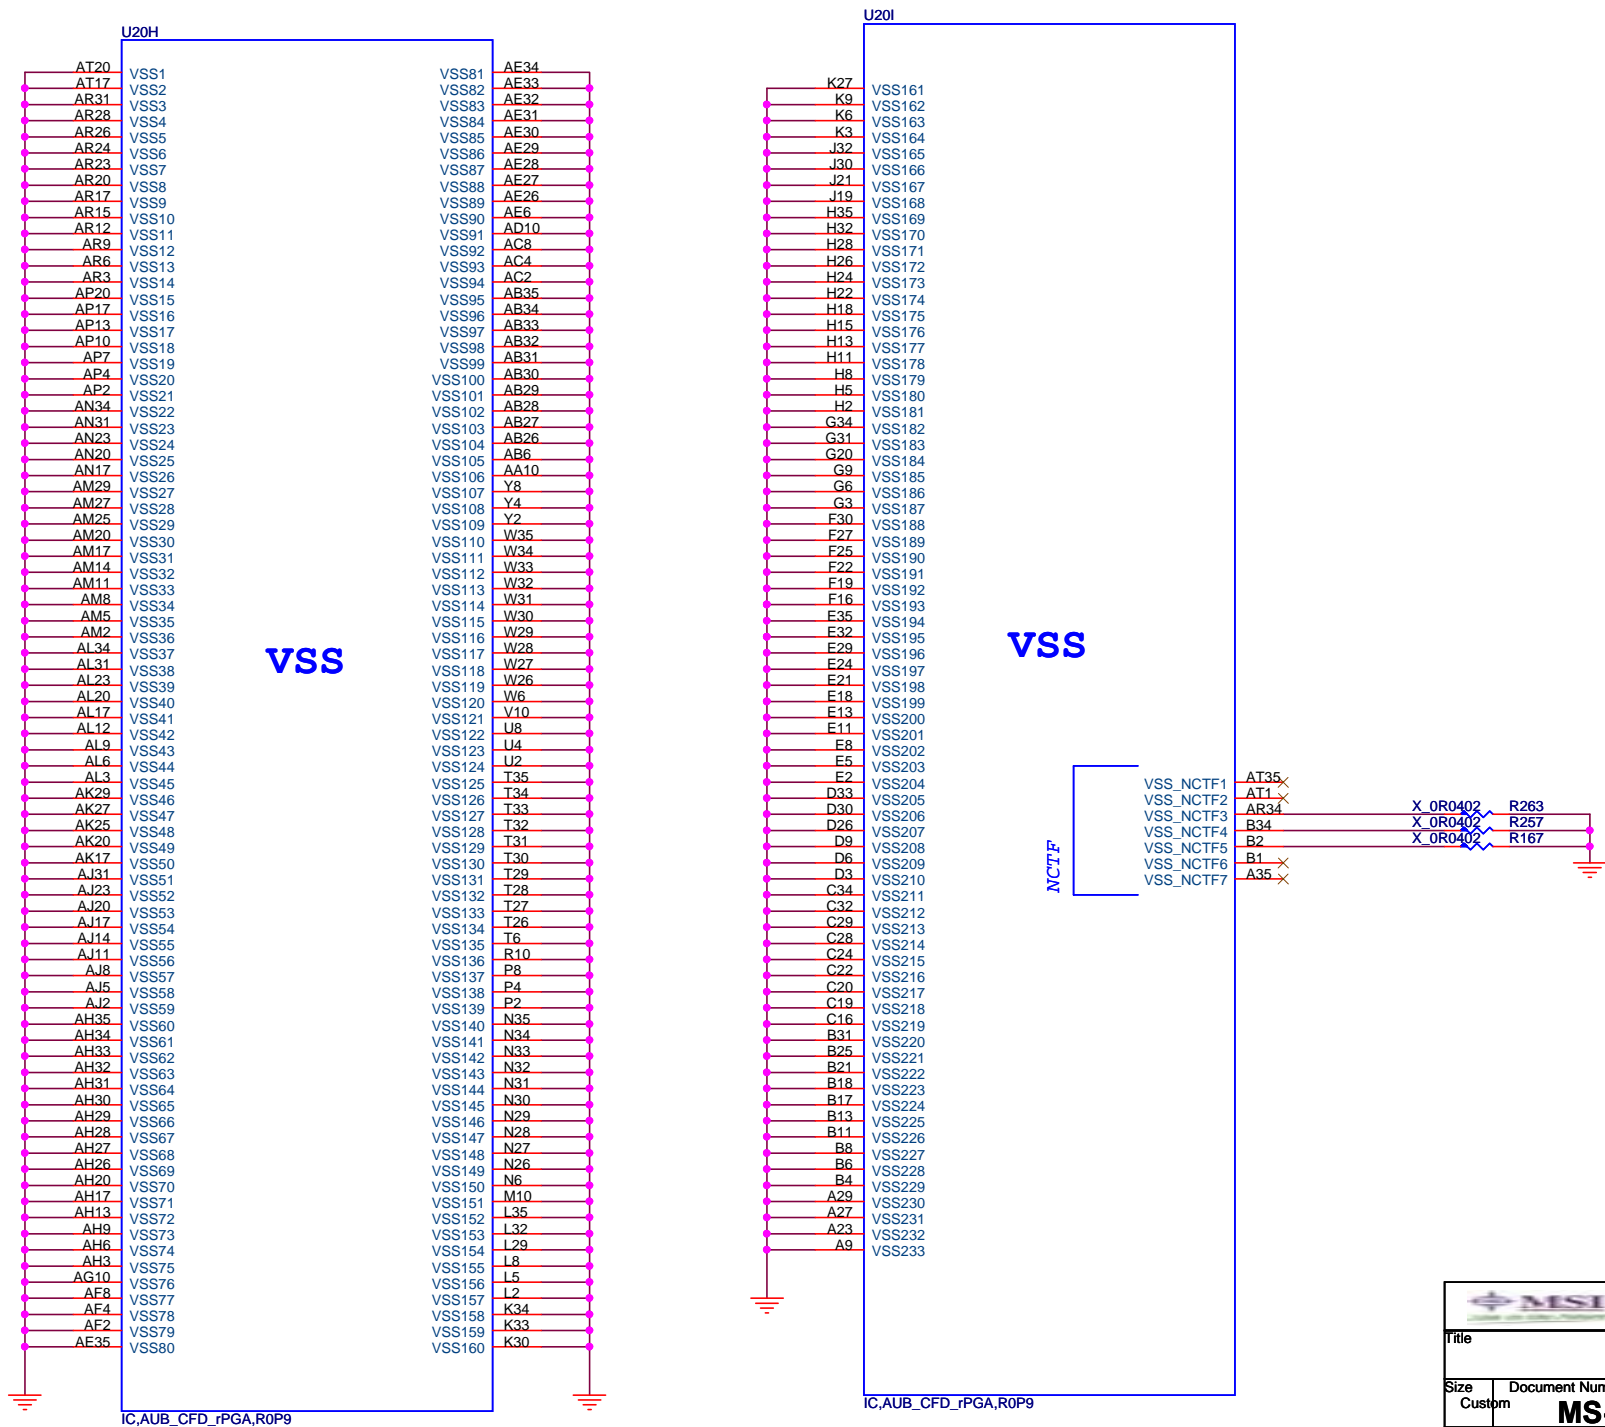 U20H
AT20 VSS1 VSS81 AE34
AT17 VSS2 VSS82 AE33
AR31 VSS3 VSS83 AE32
AR28 VSS4 VSS84 AE31
AR26 VSS5 VSS85 AE30
AR24 VSS6 VSS86 AE29
AR23 VSS7 VSS87 AE28
AR20 VSS8 VSS88 AE27
AR17 VSS9 VSS89 AE26
AR15 VSS10 VSS90 AE6
AR12 VSS11 VSS91 AD10
AR9 VSS12 VSS92 AC8
AR6 VSS13 VSS93 AC4
AR3 VSS14 VSS94 AC2
AP20 VSS15 VSS95 AB35
AP17 VSS16 VSS96 AB34
AP13 VSS17 VSS97 AB33
AP10 VSS18 VSS98 AB32
AP7 VSS19 VSS99 AB31
AP4 VSS20 VSS100 AB30
AP2 VSS21 VSS101 AB29
AN34 VSS22 VSS102 AB28
AN31 VSS23 VSS103 AB27
AN23 VSS24 VSS104 AB26
AN20 VSS25 VSS105 AB6
AN17 VSS26 VSS106 AA10
AM29 VSS27 VSS107 Y8
AM27 VSS28 VSS108 Y4
AM25 VSS29 VSS109 Y2
AM20 VSS30 VSS110 W35
AM17 VSS31 VSS111 W34
AM14 VSS32 VSS112 W33
AM11 VSS33 VSS113 W32
AM8 VSS34 VSS114 W31
AM5 VSS35 VSS115 W30
AM2 VSS36 VSS116 W29
AL34 VSS37 VSS117 W28
VSS
AL31 VSS38 VSS118 W27
AL23 VSS39 VSS119 W26
AL20 VSS40 VSS120 W6
AL17 VSS41 VSS121 V10
AL12 VSS42 VSS122 U8
AL9 VSS43 VSS123 U4
AL6 VSS44 VSS124 U2
AL3 VSS45 VSS125 T35
AK29 VSS46 VSS126 T34
AK27 VSS47 VSS127 T33
AK25 VSS48 VSS128 T32
AK20 VSS49 VSS129 T31
AK17 VSS50 VSS130 T30
AJ31 VSS51 VSS131 T29
AJ23 VSS52 VSS132 T28
AJ20 VSS53 VSS133 T27
AJ17 VSS54 VSS134 T26
AJ14 VSS55 VSS135 T6
AJ11 VSS56 VSS136 R10
AJ8 VSS57 VSS137 P8
AJ5 VSS58 VSS138 P4
AJ2 VSS59 VSS139 P2
AH35 VSS60 VSS140 N35
AH34 VSS61 VSS141 N34
AH33 VSS62 VSS142 N33
AH32 VSS63 VSS143 N32
AH31 VSS64 VSS144 N31
AH30 VSS65 VSS145 N30
AH29 VSS66 VSS146 N29
AH28 VSS67 VSS147 N28
AH27 VSS68 VSS148 N27
AH26 VSS69 VSS149 N26
AH20 VSS70 VSS150 N6
AH17 VSS71 VSS151 M10
AH13 VSS72 VSS152 L35
AH9 VSS73 VSS153 L32
AH6 VSS74 VSS154 L29
AH3 VSS75 VSS155 L8
AG10 VSS76 VSS156 L5
AF8 VSS77 VSS157 L2
AF4 VSS78 VSS158 K34
AF2 VSS79 VSS159 K33
AE35 VSS80 VSS160 K30
IC,AUB_CFD_rPGA,R0P9
U20I
K27 VSS161
K9 VSS162
K6 VSS163
K3 VSS164
J32 VSS165
J30 VSS166
J21 VSS167
J19 VSS168
H35 VSS169
H32 VSS170
H28 VSS171
H26 VSS172
H24 VSS173
H22 VSS174
H18 VSS175
H15 VSS176
H13 VSS177
H11 VSS178
H8 VSS179
H5 VSS180
H2 VSS181
G34 VSS182
G31 VSS183
G20 VSS184
G9 VSS185
G6 VSS186
G3 VSS187
F30 VSS188
F27 VSS189
F25 VSS190
F22 VSS191
F19 VSS192
F16 VSS193
E35 VSS194
E32 VSS195
VSS
E29 VSS196
E24 VSS197
E21 VSS198
E18 VSS199
E13 VSS200
E11 VSS201
E8 VSS202
E5 VSS203
E2 VSS204 VSS_NCTF1 AT35
D33 VSS205 VSS_NCTF2 AT1
D30 VSS206 VSS_NCTF3 AR34 X_0R0402 R263
D26 VSS207 VSS_NCTF4 B34 X_0R0402 R257
D9 VSS208 VSS_NCTF5 B2 X_0R0402 R167
D6 VSS209 VSS_NCTF6 B1
D3 VSS210 VSS_NCTF7 A35
NCTF
C34 VSS211
C32 VSS212
C29 VSS213
C28 VSS214
C24 VSS215
C22 VSS216
C20 VSS217
C19 VSS218
C16 VSS219
B31 VSS220
B25 VSS221
B21 VSS222
B18 VSS223
B17 VSS224
B13 VSS225
B11 VSS226
B8 VSS227
B6 VSS228
B4 VSS229
A29 VSS230
A27 VSS231
A23 VSS232
A9 VSS233
IC,AUB_CFD_rPGA,R0P9
MSI
Title
Size Document Num
Custom MS-